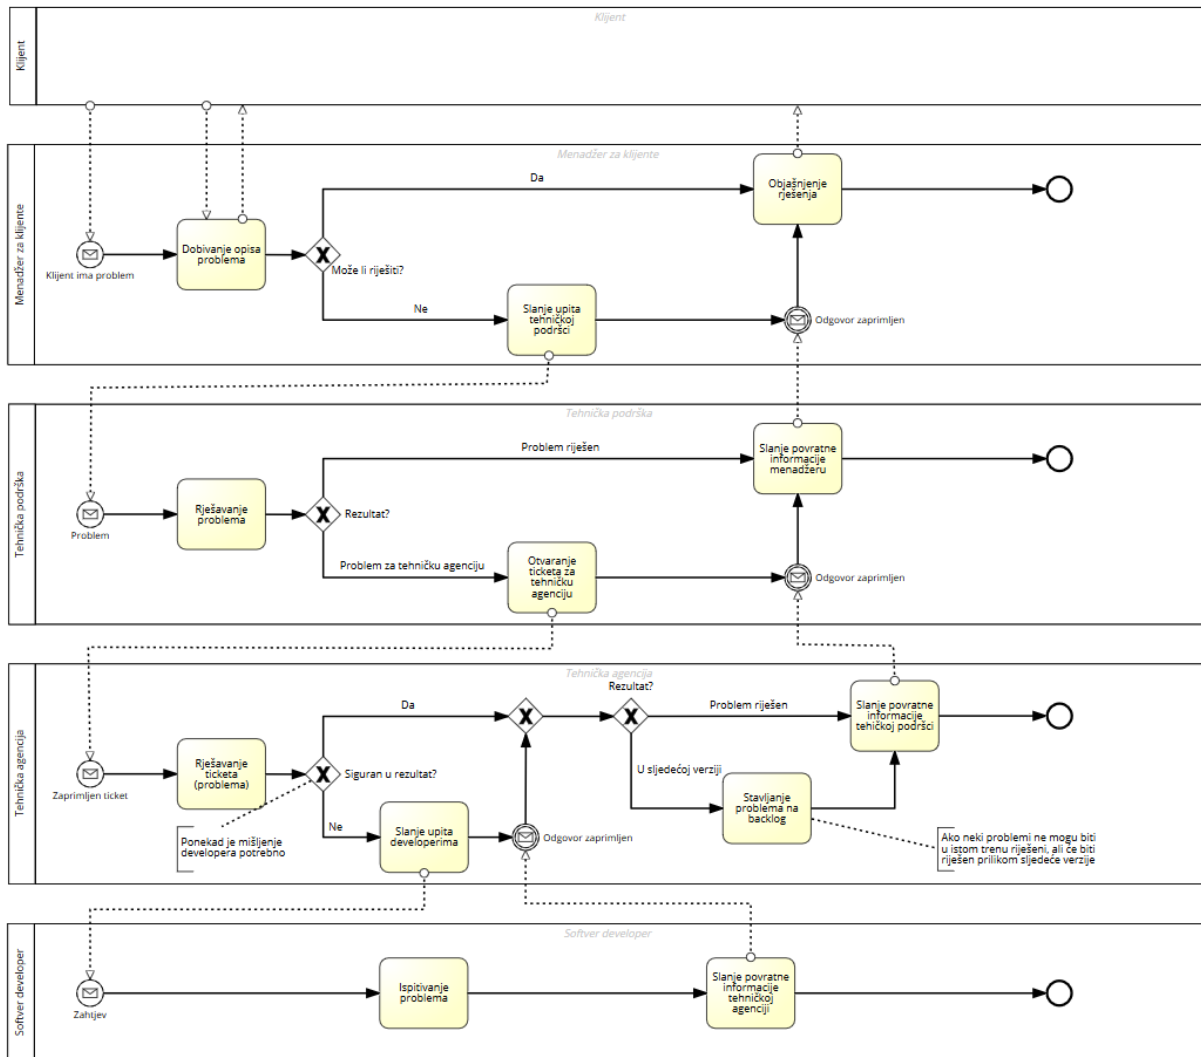 Klijent
Klijent
Menadžer za klijente
Menadžer za klijente
Da
Objašnjenje
rješenja
Dobivanje opisa
problema
Klijent ima problem
Može li riješiti?
Ne
Slanje upita
tehničkoj
podršci
Odgovor zaprimljen
Tehnička podrška
Tehnička podrška
Problem riješen
Slanje povratne
informacije
menadžeru
Rješavanje
problema
Rezultat?
Problem
Problem za tehničku agenciju
Otvaranje
ticketa za
tehničku
agenciju
Odgovor zaprimljen
Tehnička agencija
Tehnička agencija
Rezultat?
Da
Problem riješen
Slanje povratne
informacije
tehičkoj podršci
Rješavanje
ticketa
(problema)
Siguran u rezultat?
U sljedećoj verziji
Zaprimljen ticket
Ne
Slanje upita
developerima
Odgovor zaprimljen
Stavljanje
problema na
backlog
Ponekad je mišljenje
developera potrebno
Ako neki problemi ne mogu biti
u istom trenu riješeni, ali će biti
riješen prilikom sljedeće verzije
Softver developer
Softver developer
Zahtjev
Ispitivanje
problema
Slanje povratne
informacije
tehničkoj
agenciji